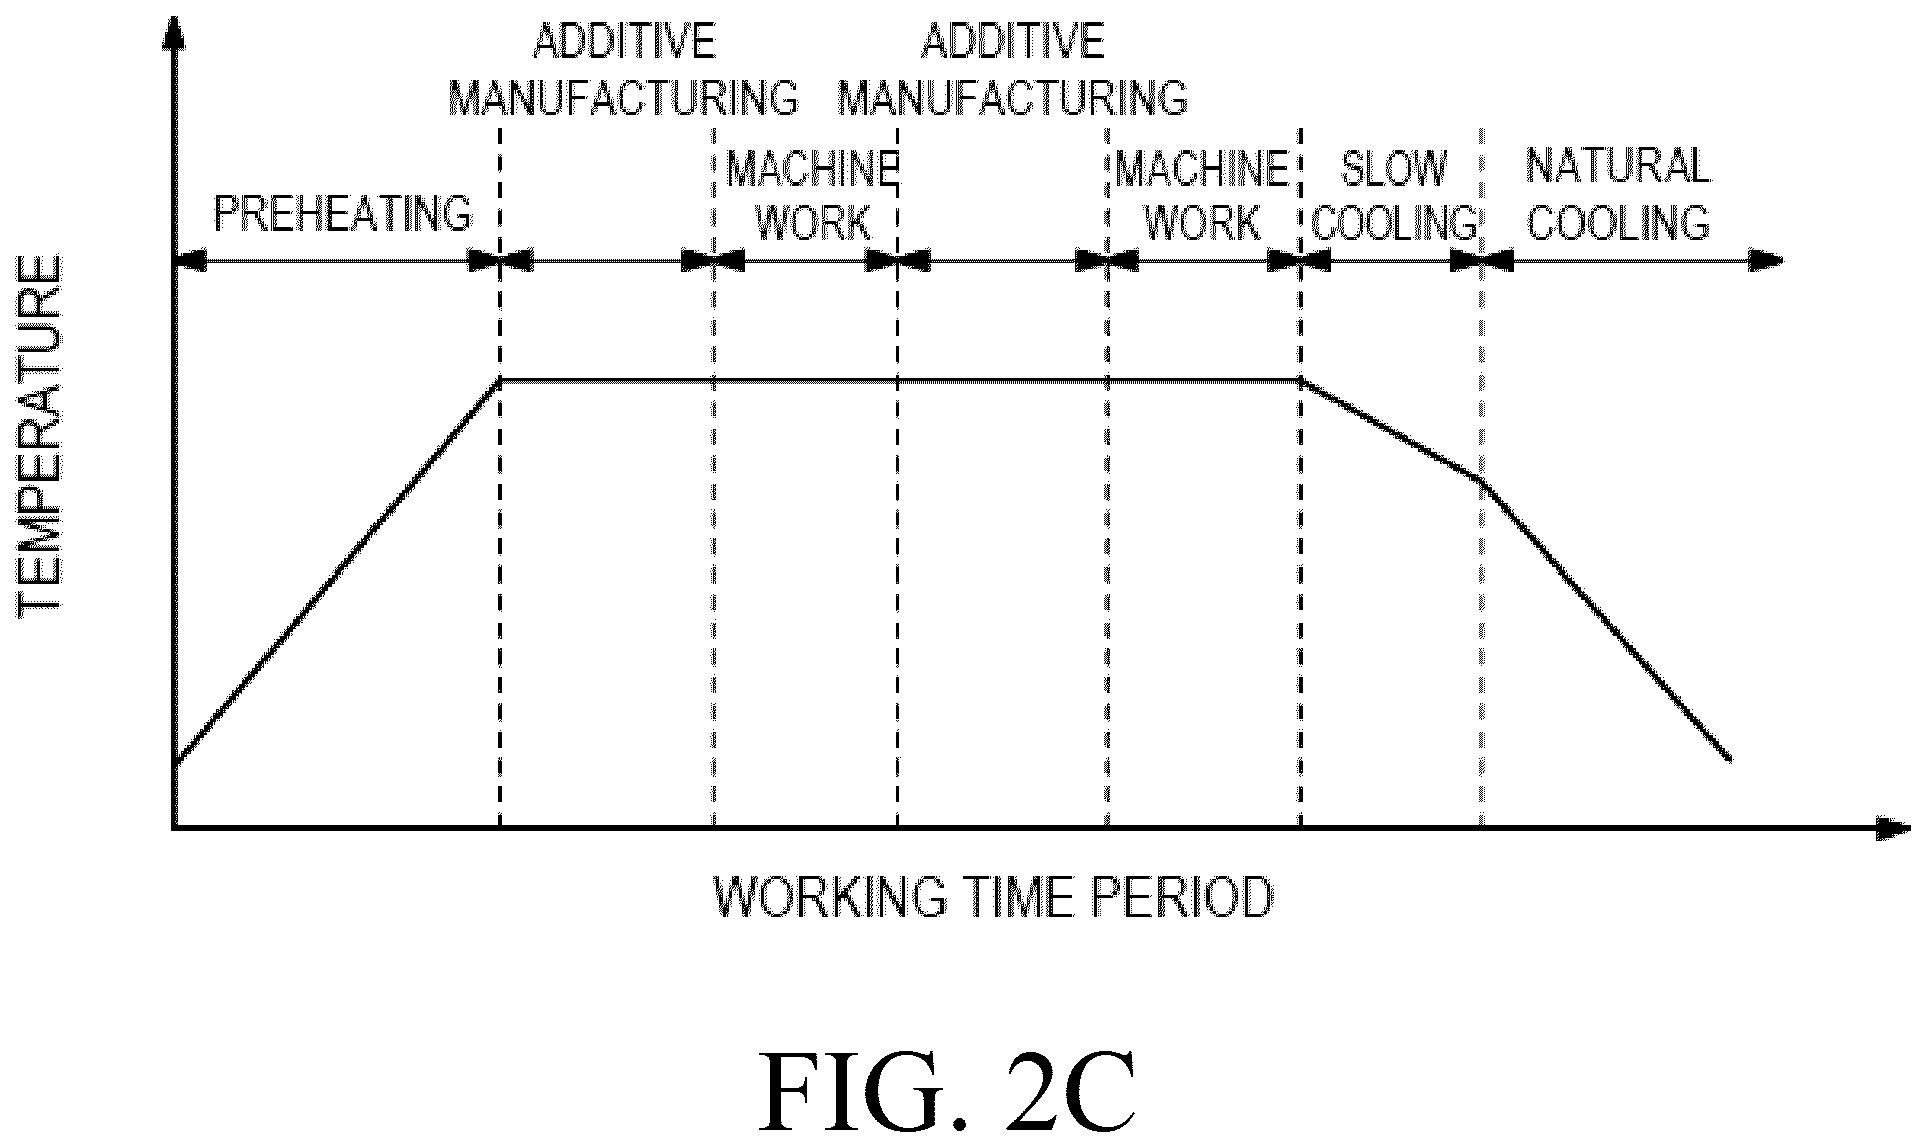 ADDITIVE
MANUFACTURING
ADDITIVE
MANUFACTURING
PREHEATING
MACHINE
WORK
MACHINE
WORK
SLOW
COOLING
NATURAL
COOLING
TEMPERATURE
WORKING TIME PERIOD
FIG. 2C